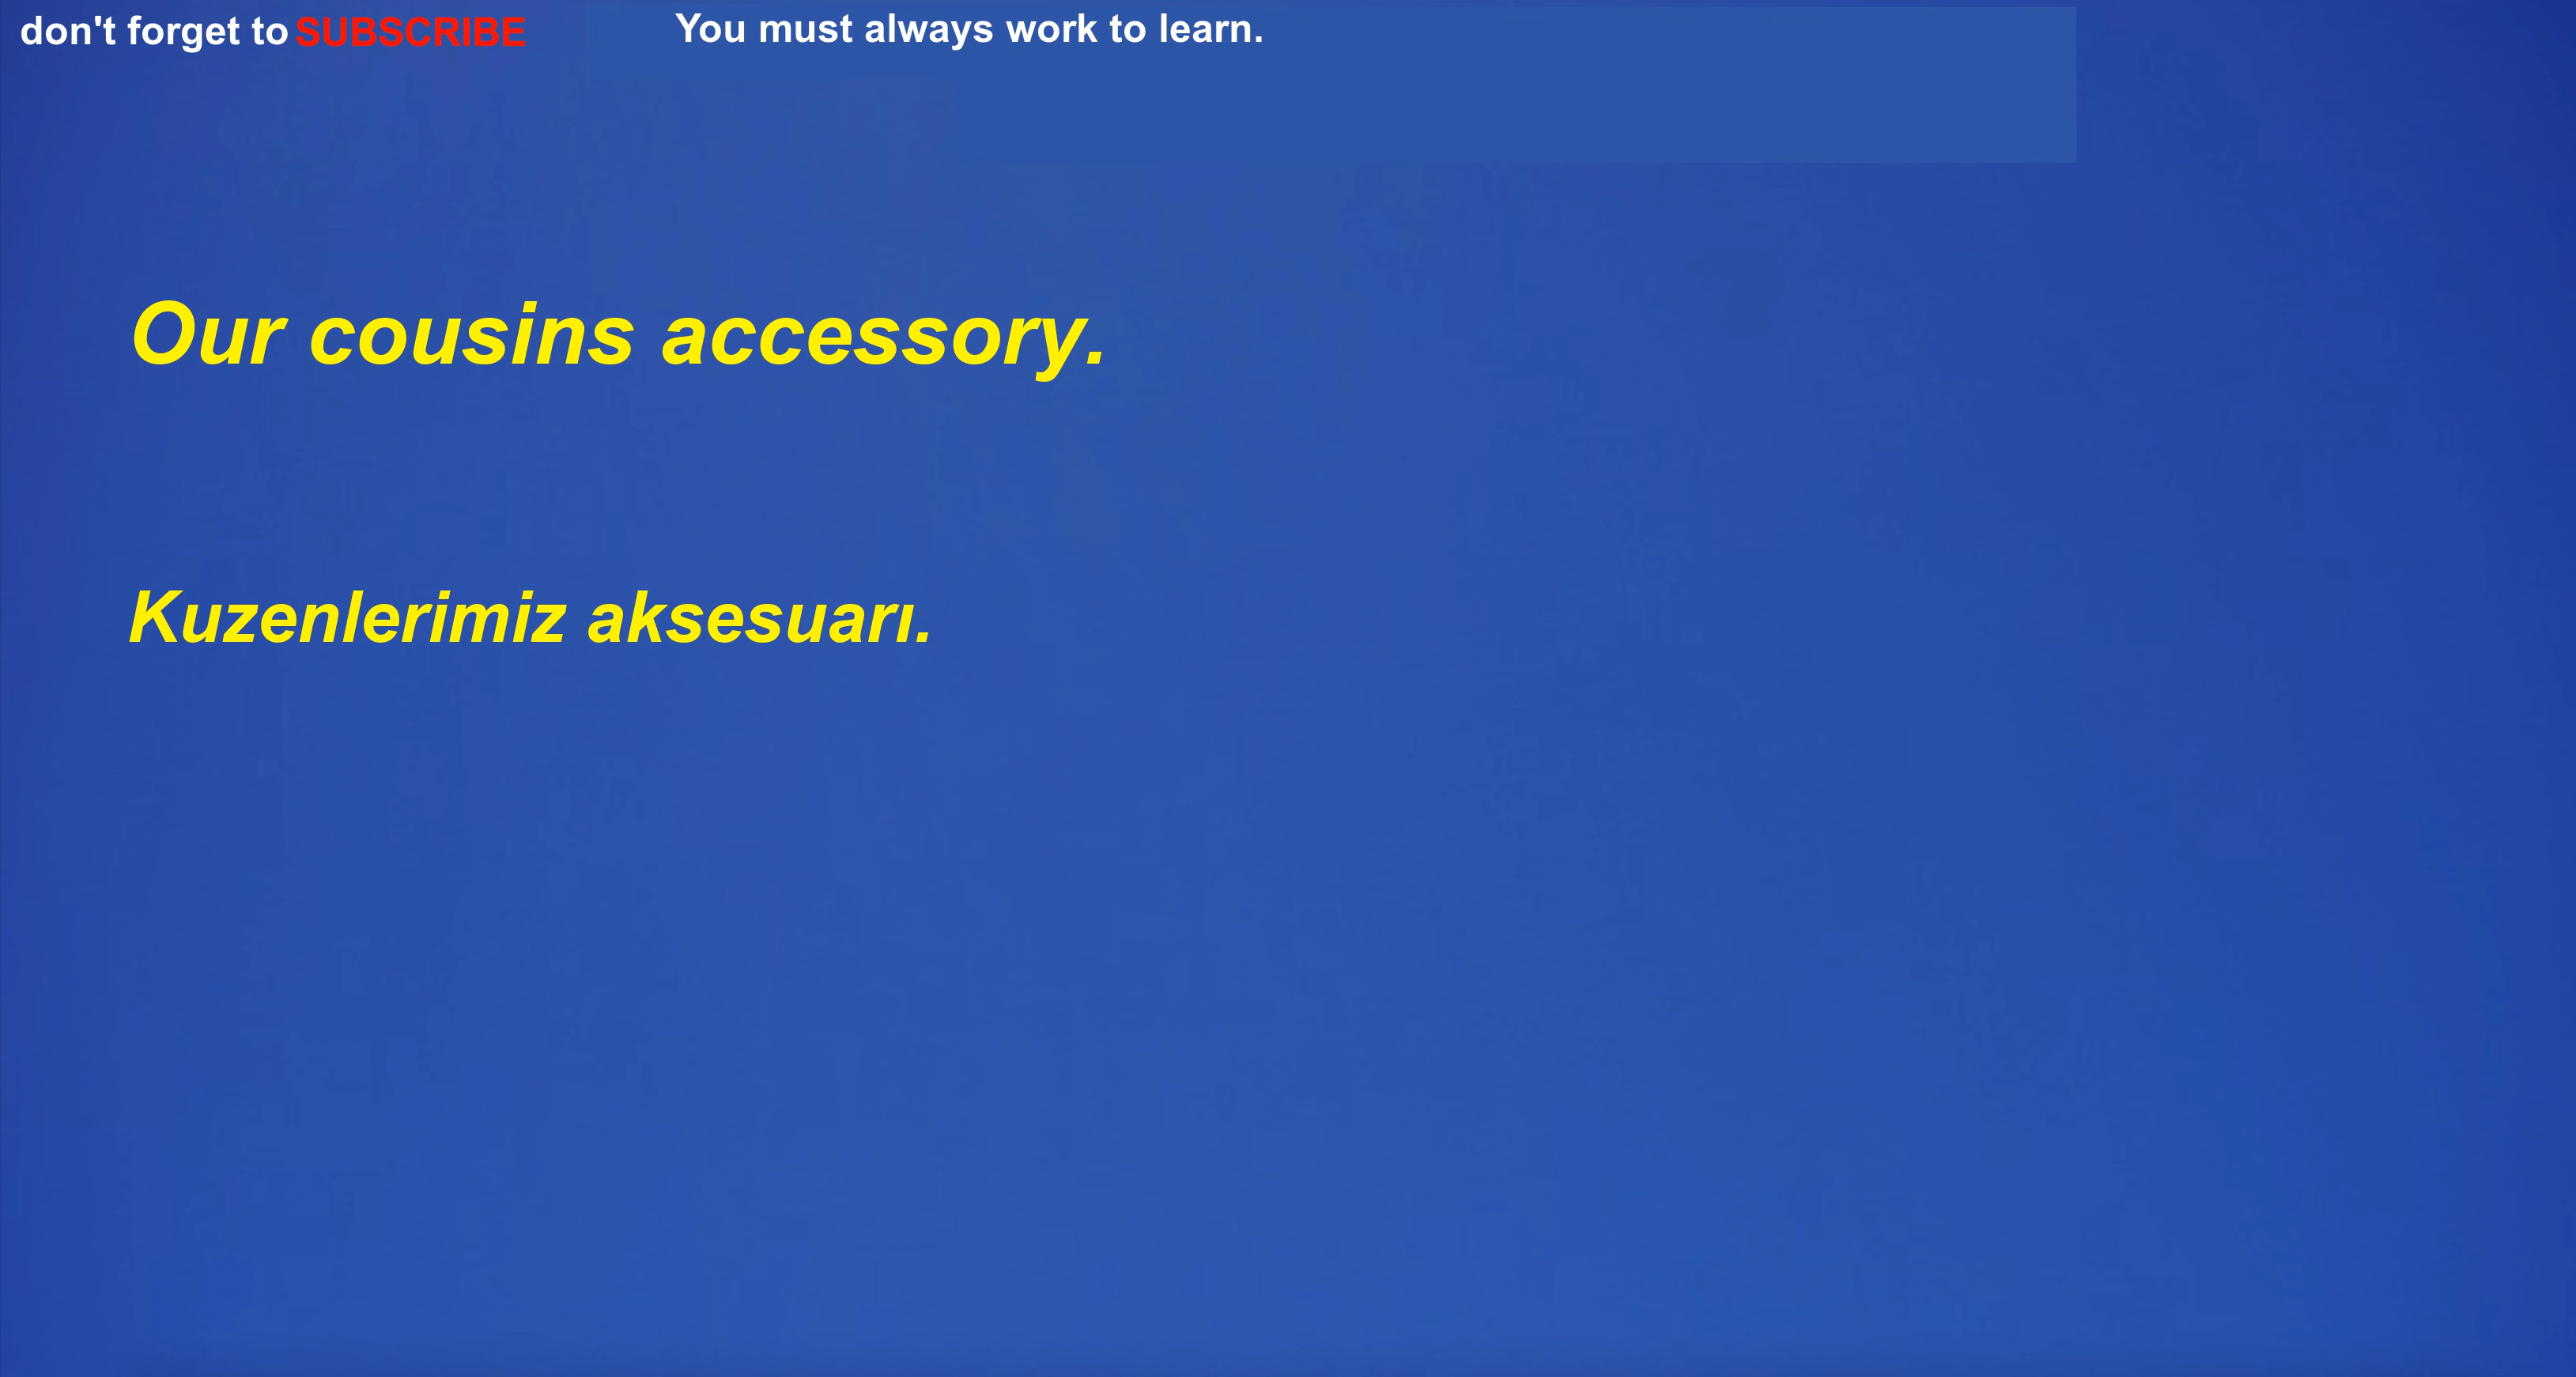 don't forget to SUBSCRIBE You must always work to learn.
Our cousins accessory.
Kuzenlerimiz aksesuarı.